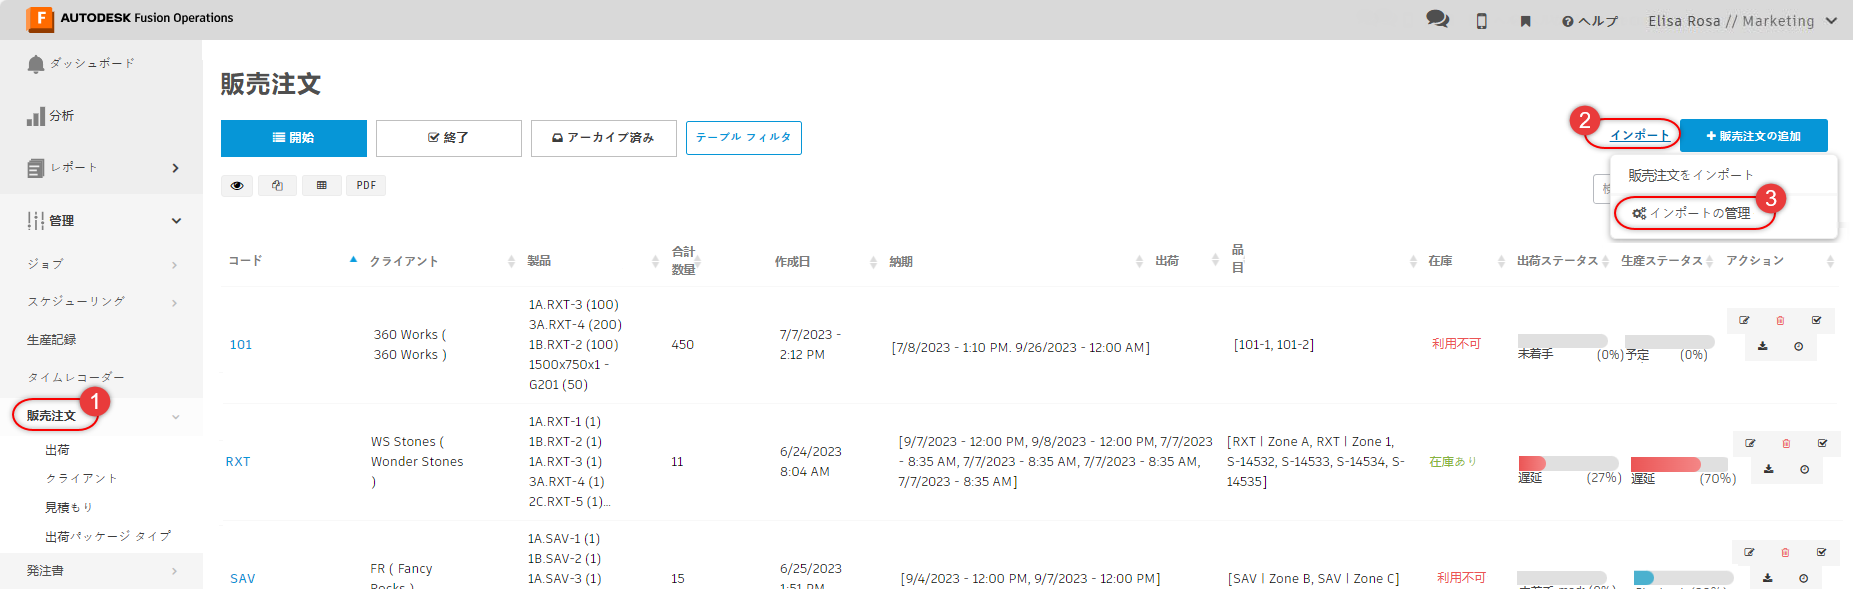 AUTODESK Fusion Operations
ヘルプ
Elisa Rosa // Marketing
ダッシュボード
分析
レポート
管理
ジョブ
スケジューリング
生産記録
タイムレコーダー
販売注文
1
出荷
クライアント
見積もり
出荷パッケージ タイプ
発注書
販売注文
開始
終了
アーカイブ済み
テーブル フィルタ
2
インポート
+ 販売注文の追加
PDF
販売注文をインポート
インポートの管理
3
コード
クライアント
製品
合計
数量
作成日
納期
出荷
品
目
在庫
出荷ステータス
生産ステータス
アクション
101
360 Works (
360 Works )
1A.RXT-3 (100)
3A.RXT-4 (200)
1B.RXT-2 (100)
1500x750x1 -
G201 (50)
450
7/7/2023 -
2:12 PM
[7/8/2023 - 1:10 PM. 9/26/2023 - 12:00 AM]
[101-1, 101-2]
利用不可
未着手 (0%)
予定 (0%)
RXT
WS Stones (
Wonder Stones
)
1A.RXT-1 (1)
1B.RXT-2 (1)
1A.RXT-3 (1)
3A.RXT-4 (1)
2C.RXT-5 (1)...
11
6/24/2023
8:04 AM
[9/7/2023 - 12:00 PM, 9/8/2023 - 12:00 PM, 7/7/2023
- 8:35 AM, 7/7/2023 - 8:35 AM, 7/7/2023 - 8:35 AM,
7/7/2023 - 8:35 AM]
[RXT | Zone A, RXT | Zone 1,
S-14532, S-14533, S-14534, S-
14535]
在庫あり
遅延 (27%)
遅延 (70%)
SAV
FR ( Fancy
Rocks )
1A.SAV-1 (1)
1B.SAV-2 (1)
1A.SAV-3 (1)
15
6/25/2023
1:51 PM
[9/4/2023 - 12:00 PM, 9/7/2023 - 12:00 PM]
[SAV | Zone B, SAV | Zone C]
利用不可